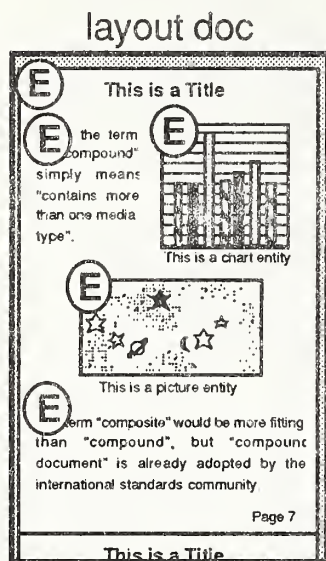 layout doc
E
This is a Title
E the term
"compound"
simply means
"contains more
than one media
type".
E
This is a chart entity
E
This is a picture entity
E term "composite" would be more fitting
than "compound", but "compound
document" is already adopted by the
international standards community
Page 7
This is a Title